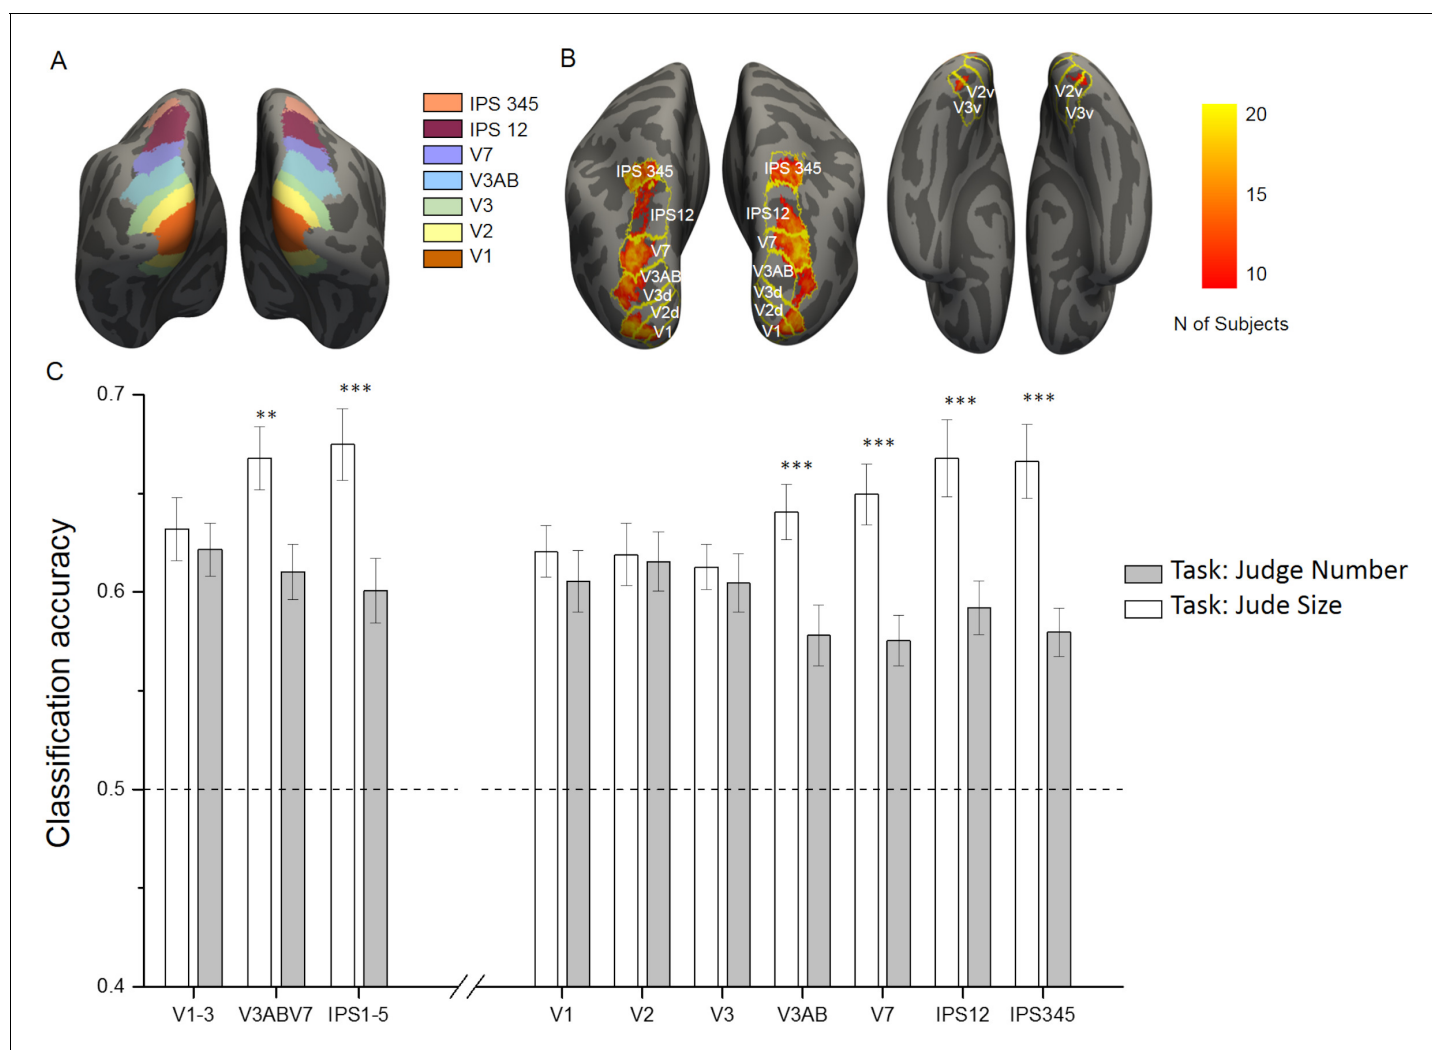 A
IPS 345
IPS 12
V7
V3AB
V3
V2
V1
B
IPS 345
IPS12
V7
V3AB
V3d
V2d
V1
IPS 345
IPS12
V7
V3AB
V3d
V2d
V1
V2v
V3v
V2v
V3v
20
15
10
N of Subjects
C
Classification accuracy
0.7
0.6
0.5
0.4
**
***
***
***
***
***
Task: Judge Number
Task: Jude Size
V1-3 V3ABV7 IPS1-5 V1 V2 V3 V3AB V7 IPS12 IPS345